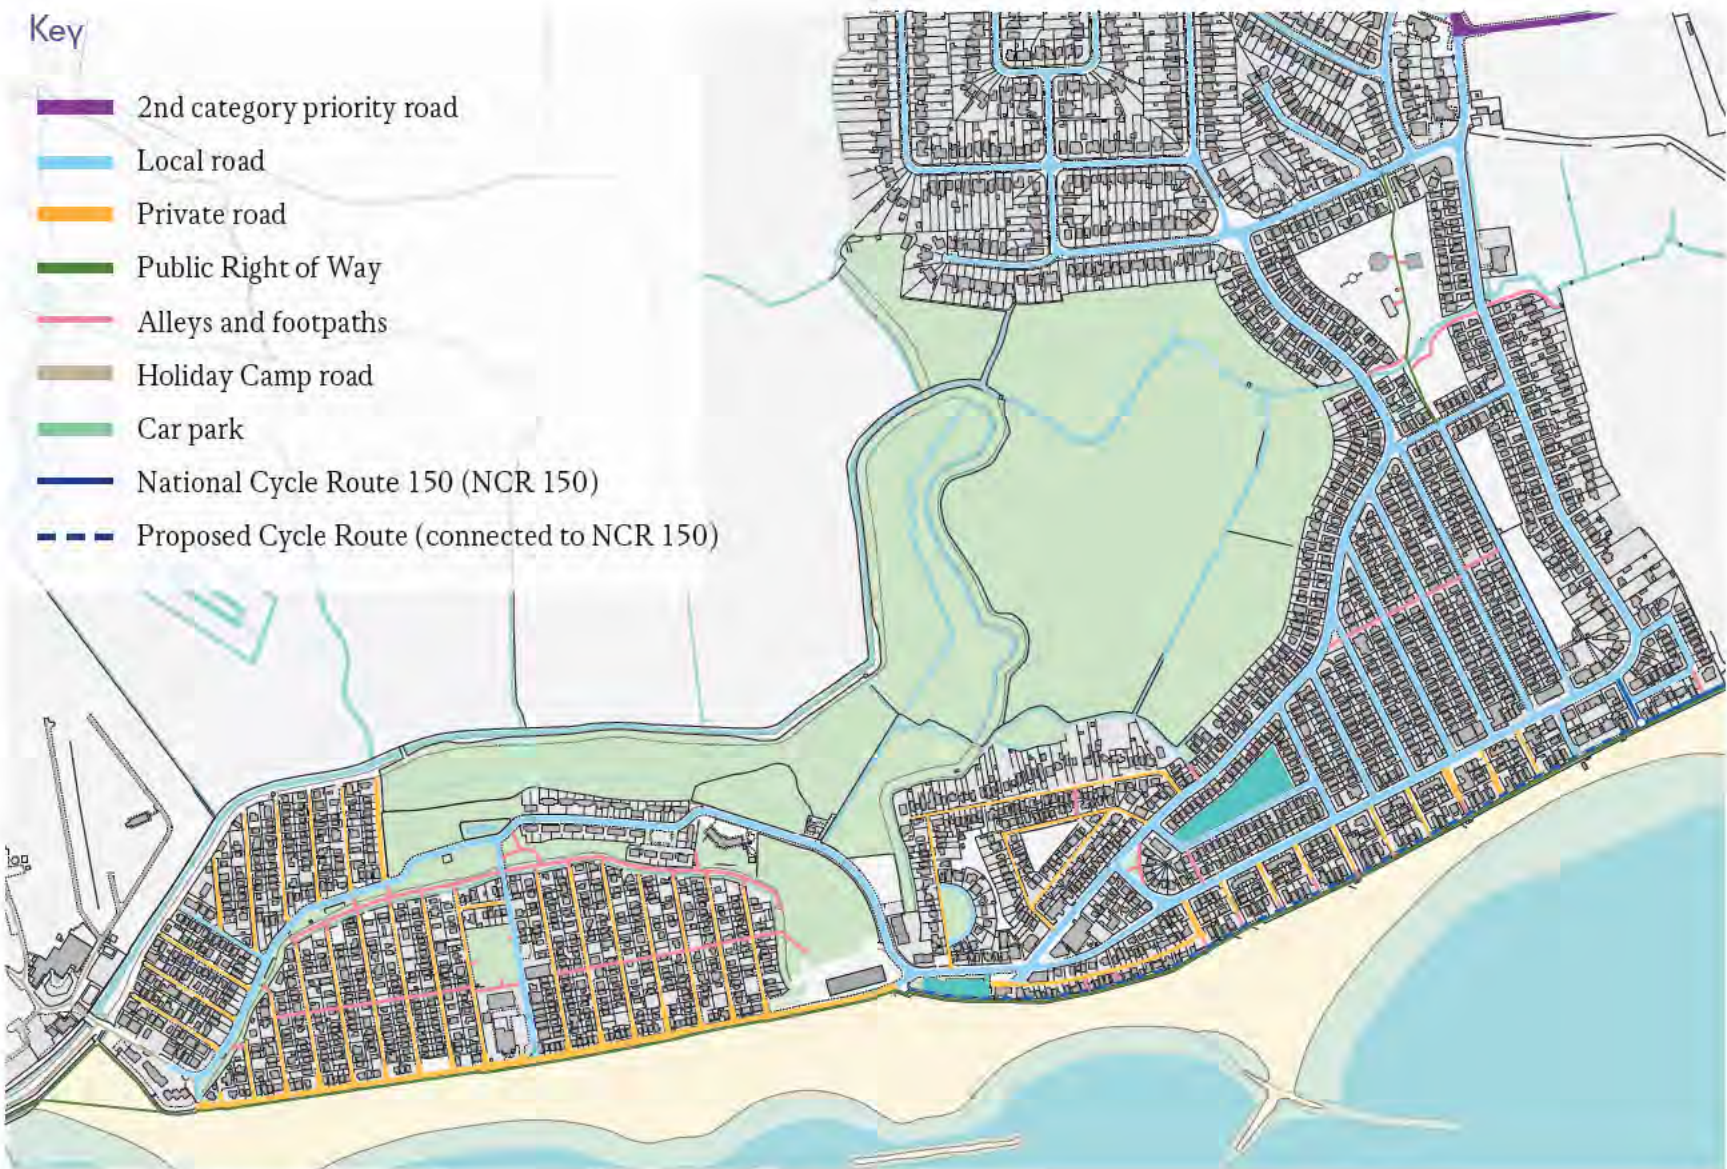 Key
2nd category priority road
Local road
Private road
Public Right of Way
Alleys and footpaths
Holiday Camp road
Car park
National Cycle Route 150 (NCR 150)
Proposed Cycle Route (connected to NCR 150)